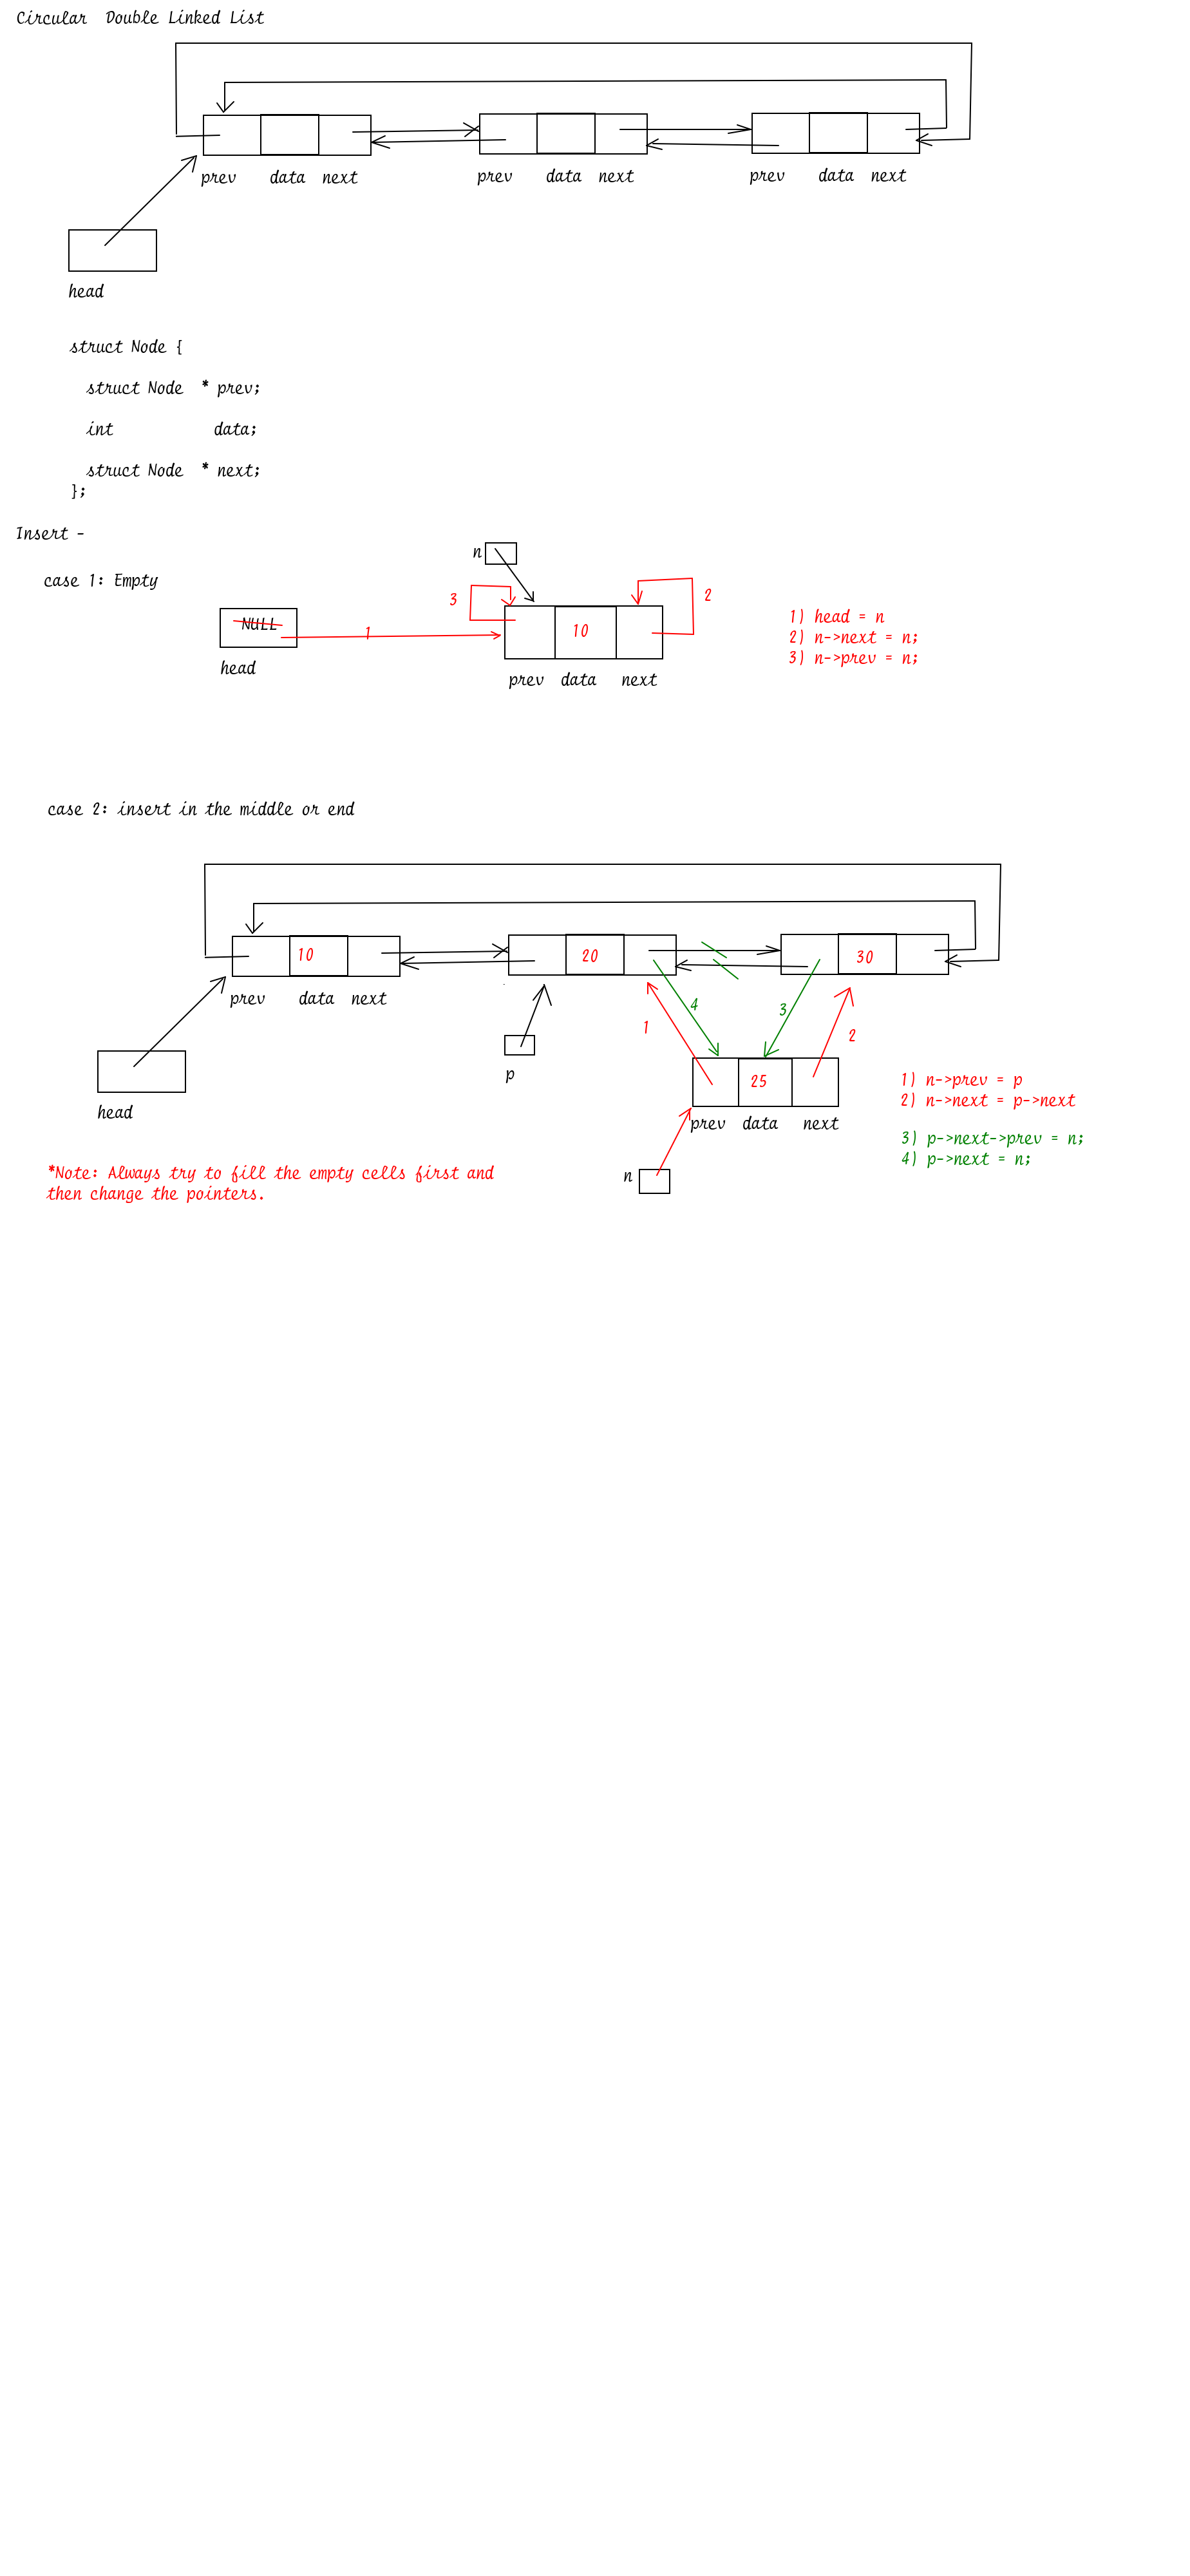 Circular Double Linked List
prev data next prev data next prev data next
head
struct Node {
struct Node * prev;
int data;
struct Node * next;
};
Insert -
n
case 1: Empty
3 2
NULL 10 1) head = n
1 2) n->next = n;
head 3) n->prev = n;
prev data next
case 2: insert in the middle or end
10 20 30
prev data next
4 3
1 2
p 25 1) n->prev = p
head 2) n->next = p->next
prev data next
3) p->next->prev = n;
4) p->next = n;
*Note: Always try to fill the empty cells first and
then change the pointers.
n